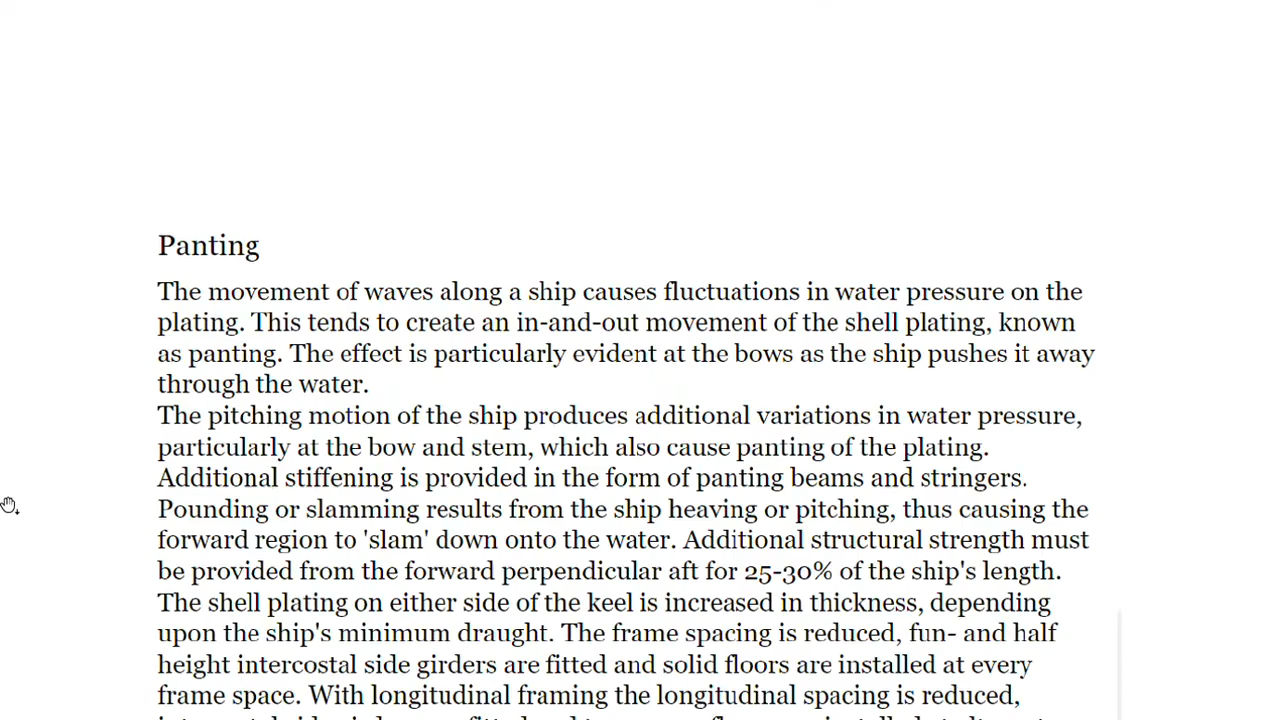 Panting
The movement of waves along a ship causes fluctuations in water pressure on the
plating. This tends to create an in-and-out movement of the shell plating, known
as panting. The effect is particularly evident at the bows as the ship pushes it away
through the water.
The pitching motion of the ship produces additional variations in water pressure,
particularly at the bow and stem, which also cause panting of the plating.
Additional stiffening is provided in the form of panting beams and stringers.
Pounding or slamming results from the ship heaving or pitching, thus causing the
forward region to 'slam' down onto the water. Additional structural strength must
be provided from the forward perpendicular aft for 25-30% of the ship's length.
The shell plating on either side of the keel is increased in thickness, depending
upon the ship's minimum draught. The frame spacing is reduced, fun- and half
height intercostal side girders are fitted and solid floors are installed at every
frame space. With longitudinal framing the longitudinal spacing is reduced,